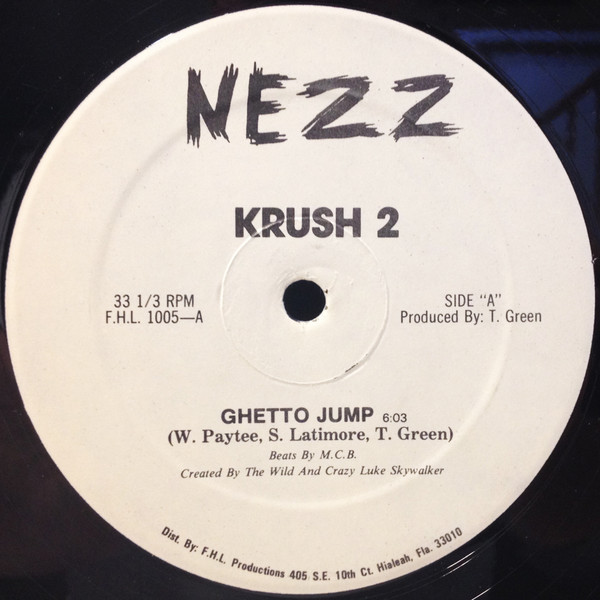 NEZZ
KRUSH 2
33 1/3 RPM
F.H.L. 1005—A
SIDE "A"
Produced By: T. Green
GHETTO JUMP 6:03
(W. Paytee, S. Latimore, T. Green)
Beats By M.C.B.
Created By The Wild And Crazy Luke Skywalker
Dist. By: F.H.L. Productions 405 S.E. 10th Ct. Hialeah, Fla. 33010